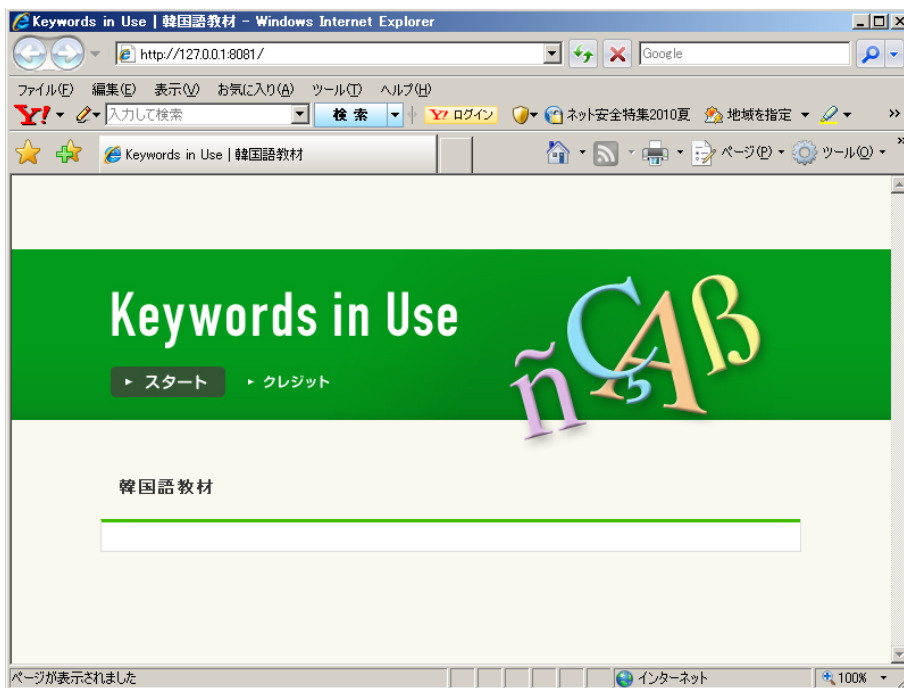 Keywords in Use | 韓国語教材 - Windows Internet Explorer
http://127.0.0.1:8081/
Google
ファイル(F) 編集(E) 表示(V) お気に入り(A) ツール(T) ヘルプ(H)
Y! 入力して検索 検索 Y! ログイン ネット安全特集2010夏 地域を指定 »
Keywords in Use | 韓国語教材 ページ(P) ツール(O) »
Keywords in Use
ñÇAß
スタート クレジット
韓国語教材
ページが表示されました インターネット 100%